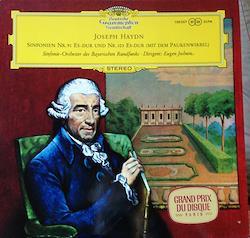 Deutsche
Grammophon
Gesellschaft
JOSEPH HAYDN
SINFONIEN NR. 91 ES-DUR UND NR. 103 ES-DUR (MIT DEM PAUKENWIRBEL)
Sinfonie-Orchester des Bayerischen Rundfunks · Dirigent: Eugen Jochum
STEREO
GRAND PRIX
DU DISQUE
PARIS